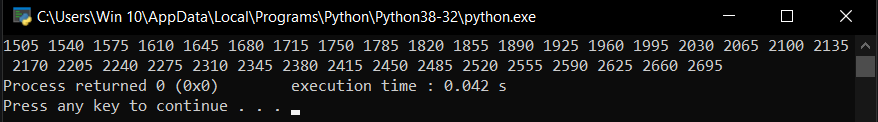 C:\Users\Win 10\AppData\Local\Programs\Python\Python38-32\python.exe
1505 1540 1575 1610 1645 1680 1715 1750 1785 1820 1855 1890 1925 1960 1995 2030 2065 2100 2135
2170 2205 2240 2275 2310 2345 2380 2415 2450 2485 2520 2555 2590 2625 2660 2695
Process returned 0 (0x0)        execution time : 0.042 s
Press any key to continue . . .